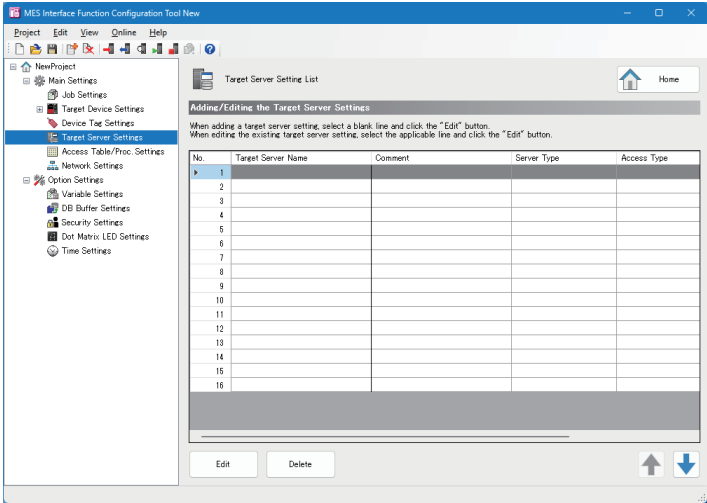 MES Interface Function Configuration Tool New
Project Edit View Online Help
NewProject
Main Settings
Job Settings
Target Device Settings
Device Tag Settings
Target Server Settings
Access Table/Proc. Settings
Network Settings
Option Settings
Variable Settings
DB Buffer Settings
Security Settings
Dot Matrix LED Settings
Time Settings
Target Server Setting List
Home
Adding/Editing the Target Server Settings
When adding a target server setting, select a blank line and click the "Edit" button.
When editing the existing target server setting, select the applicable line and click the "Edit" button.
No. Target Server Name Comment Server Type Access Type
1
2
3
4
5
6
7
8
9
10
11
12
13
14
15
16
Edit Delete